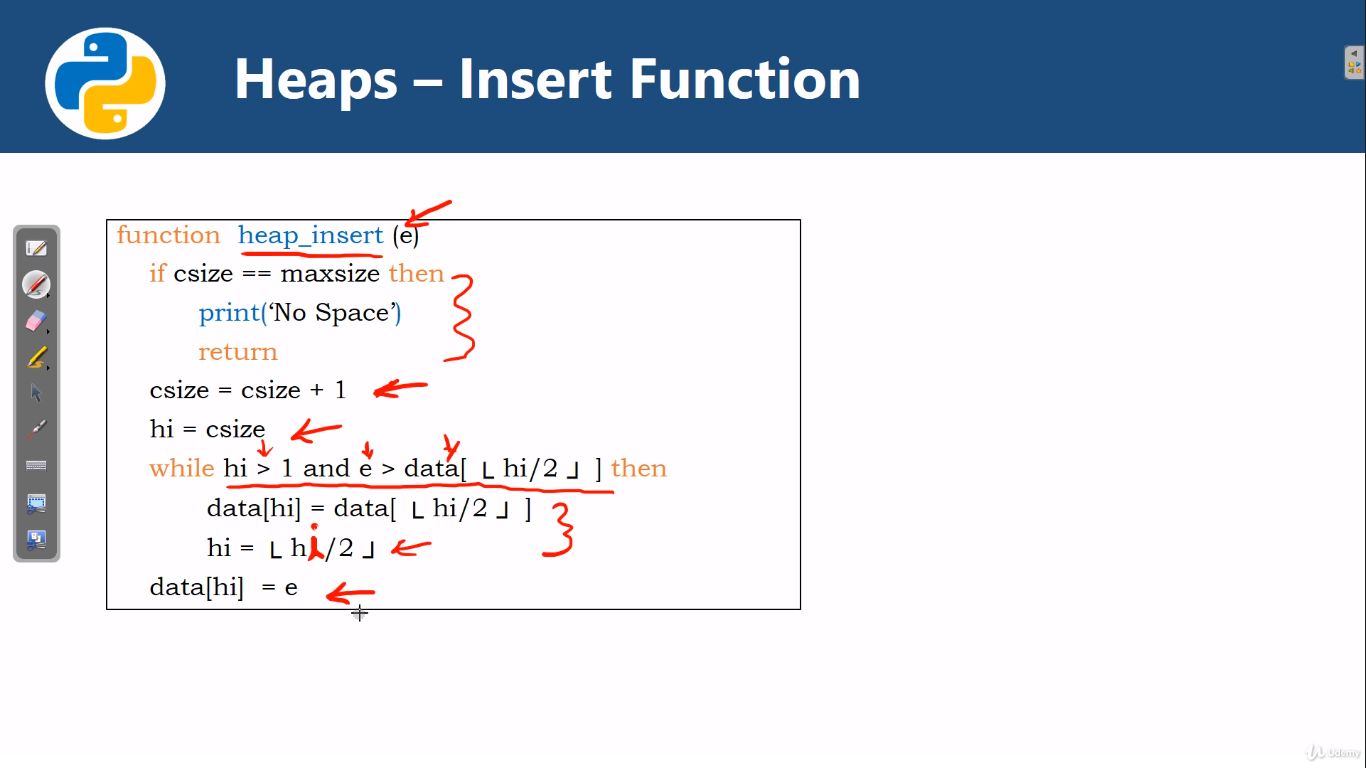 Heaps – Insert Function
function heap_insert (e)
if csize == maxsize then
print(‘No Space’)
return
csize = csize + 1
hi = csize
while hi > 1 and e > data[ ⌞ hi/2 ⌟ ] then
data[hi] = data[ ⌞ hi/2 ⌟ ]
hi = ⌞ hi/2 ⌟
data[hi] = e
Udemy